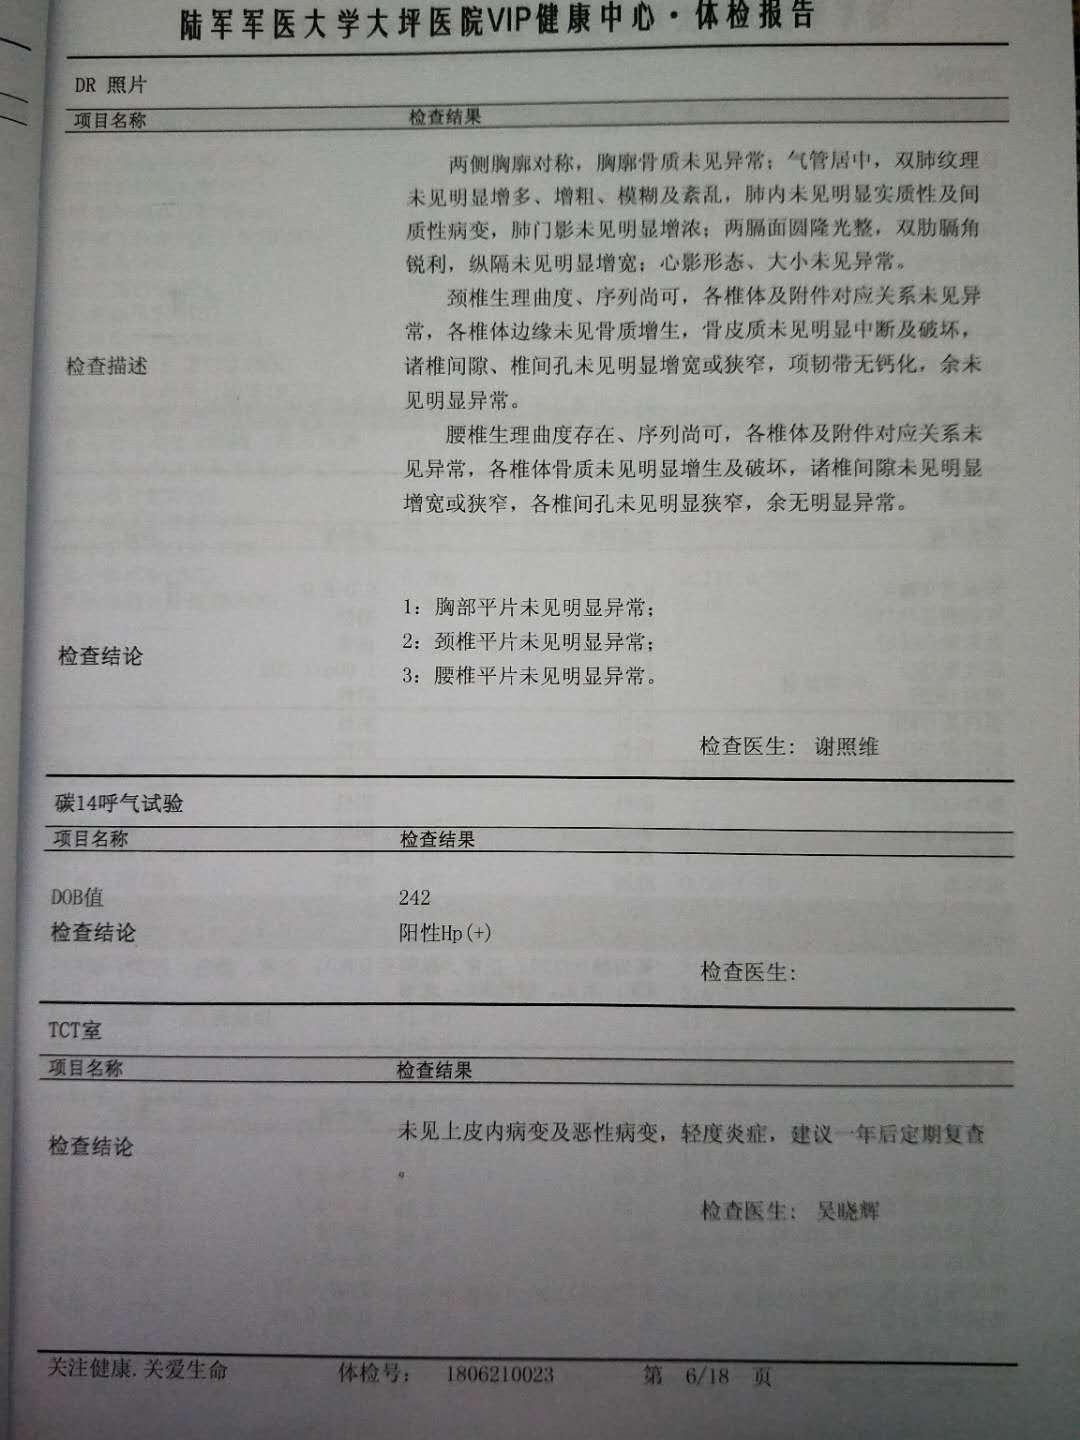 陆军军医大学大坪医院VIP健康中心·体检报告
DR 照片
项目名称 检查结果
两侧胸廓对称，胸廓骨质未见异常；气管居中，双肺纹理
未见明显增多、增粗、模糊及紊乱，肺内未见明显实质性及间
质性病变，肺门影未见明显增浓；两膈面圆隆光整，双肋膈角
锐利，纵隔未见明显增宽；心影形态、大小未见异常。
颈椎生理曲度、序列尚可，各椎体及附件对应关系未见异
常，各椎体边缘未见骨质增生，骨皮质未见明显中断及破坏，
检查描述
诸椎间隙、椎间孔未见明显增宽或狭窄，项韧带无钙化，余未
见明显异常。
腰椎生理曲度存在、序列尚可，各椎体及附件对应关系未
见异常，各椎体骨质未见明显增生及破坏，诸椎间隙未见明显
增宽或狭窄，各椎间孔未见明显狭窄，余无明显异常。
1：胸部平片未见明显异常；
2：颈椎平片未见明显异常；
检查结论
3：腰椎平片未见明显异常。
检查医生： 谢照维
碳14呼气试验
项目名称 检查结果
DOB值 242
检查结论 阳性Hp(+)
检查医生：
TCT室
项目名称 检查结果
检查结论 未见上皮内病变及恶性病变，轻度炎症，建议一年后定期复查
。
检查医生： 吴晓辉
关注健康.关爱生命 体检号： 1806210023 第 6/18 页